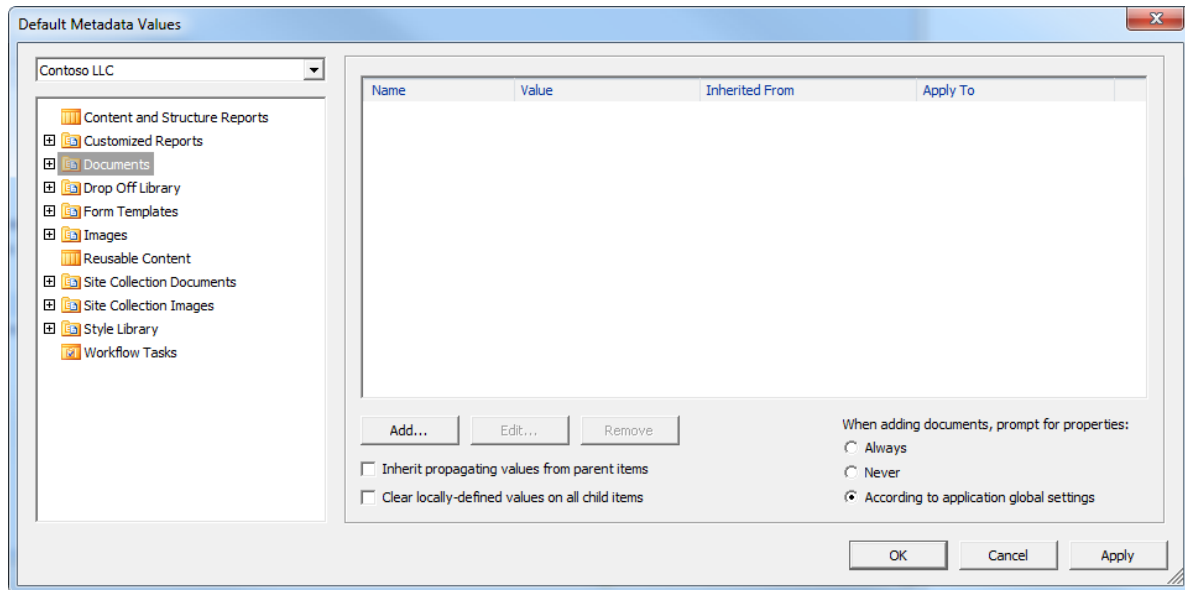 Default Metadata Values
Contoso LLC
Content and Structure Reports
Customized Reports
Documents
Drop Off Library
Form Templates
Images
Reusable Content
Site Collection Documents
Site Collection Images
Style Library
Workflow Tasks
Name Value Inherited From Apply To
Add... Edit... Remove
Inherit propagating values from parent items
Clear locally-defined values on all child items
When adding documents, prompt for properties:
Always
Never
According to application global settings
OK Cancel Apply